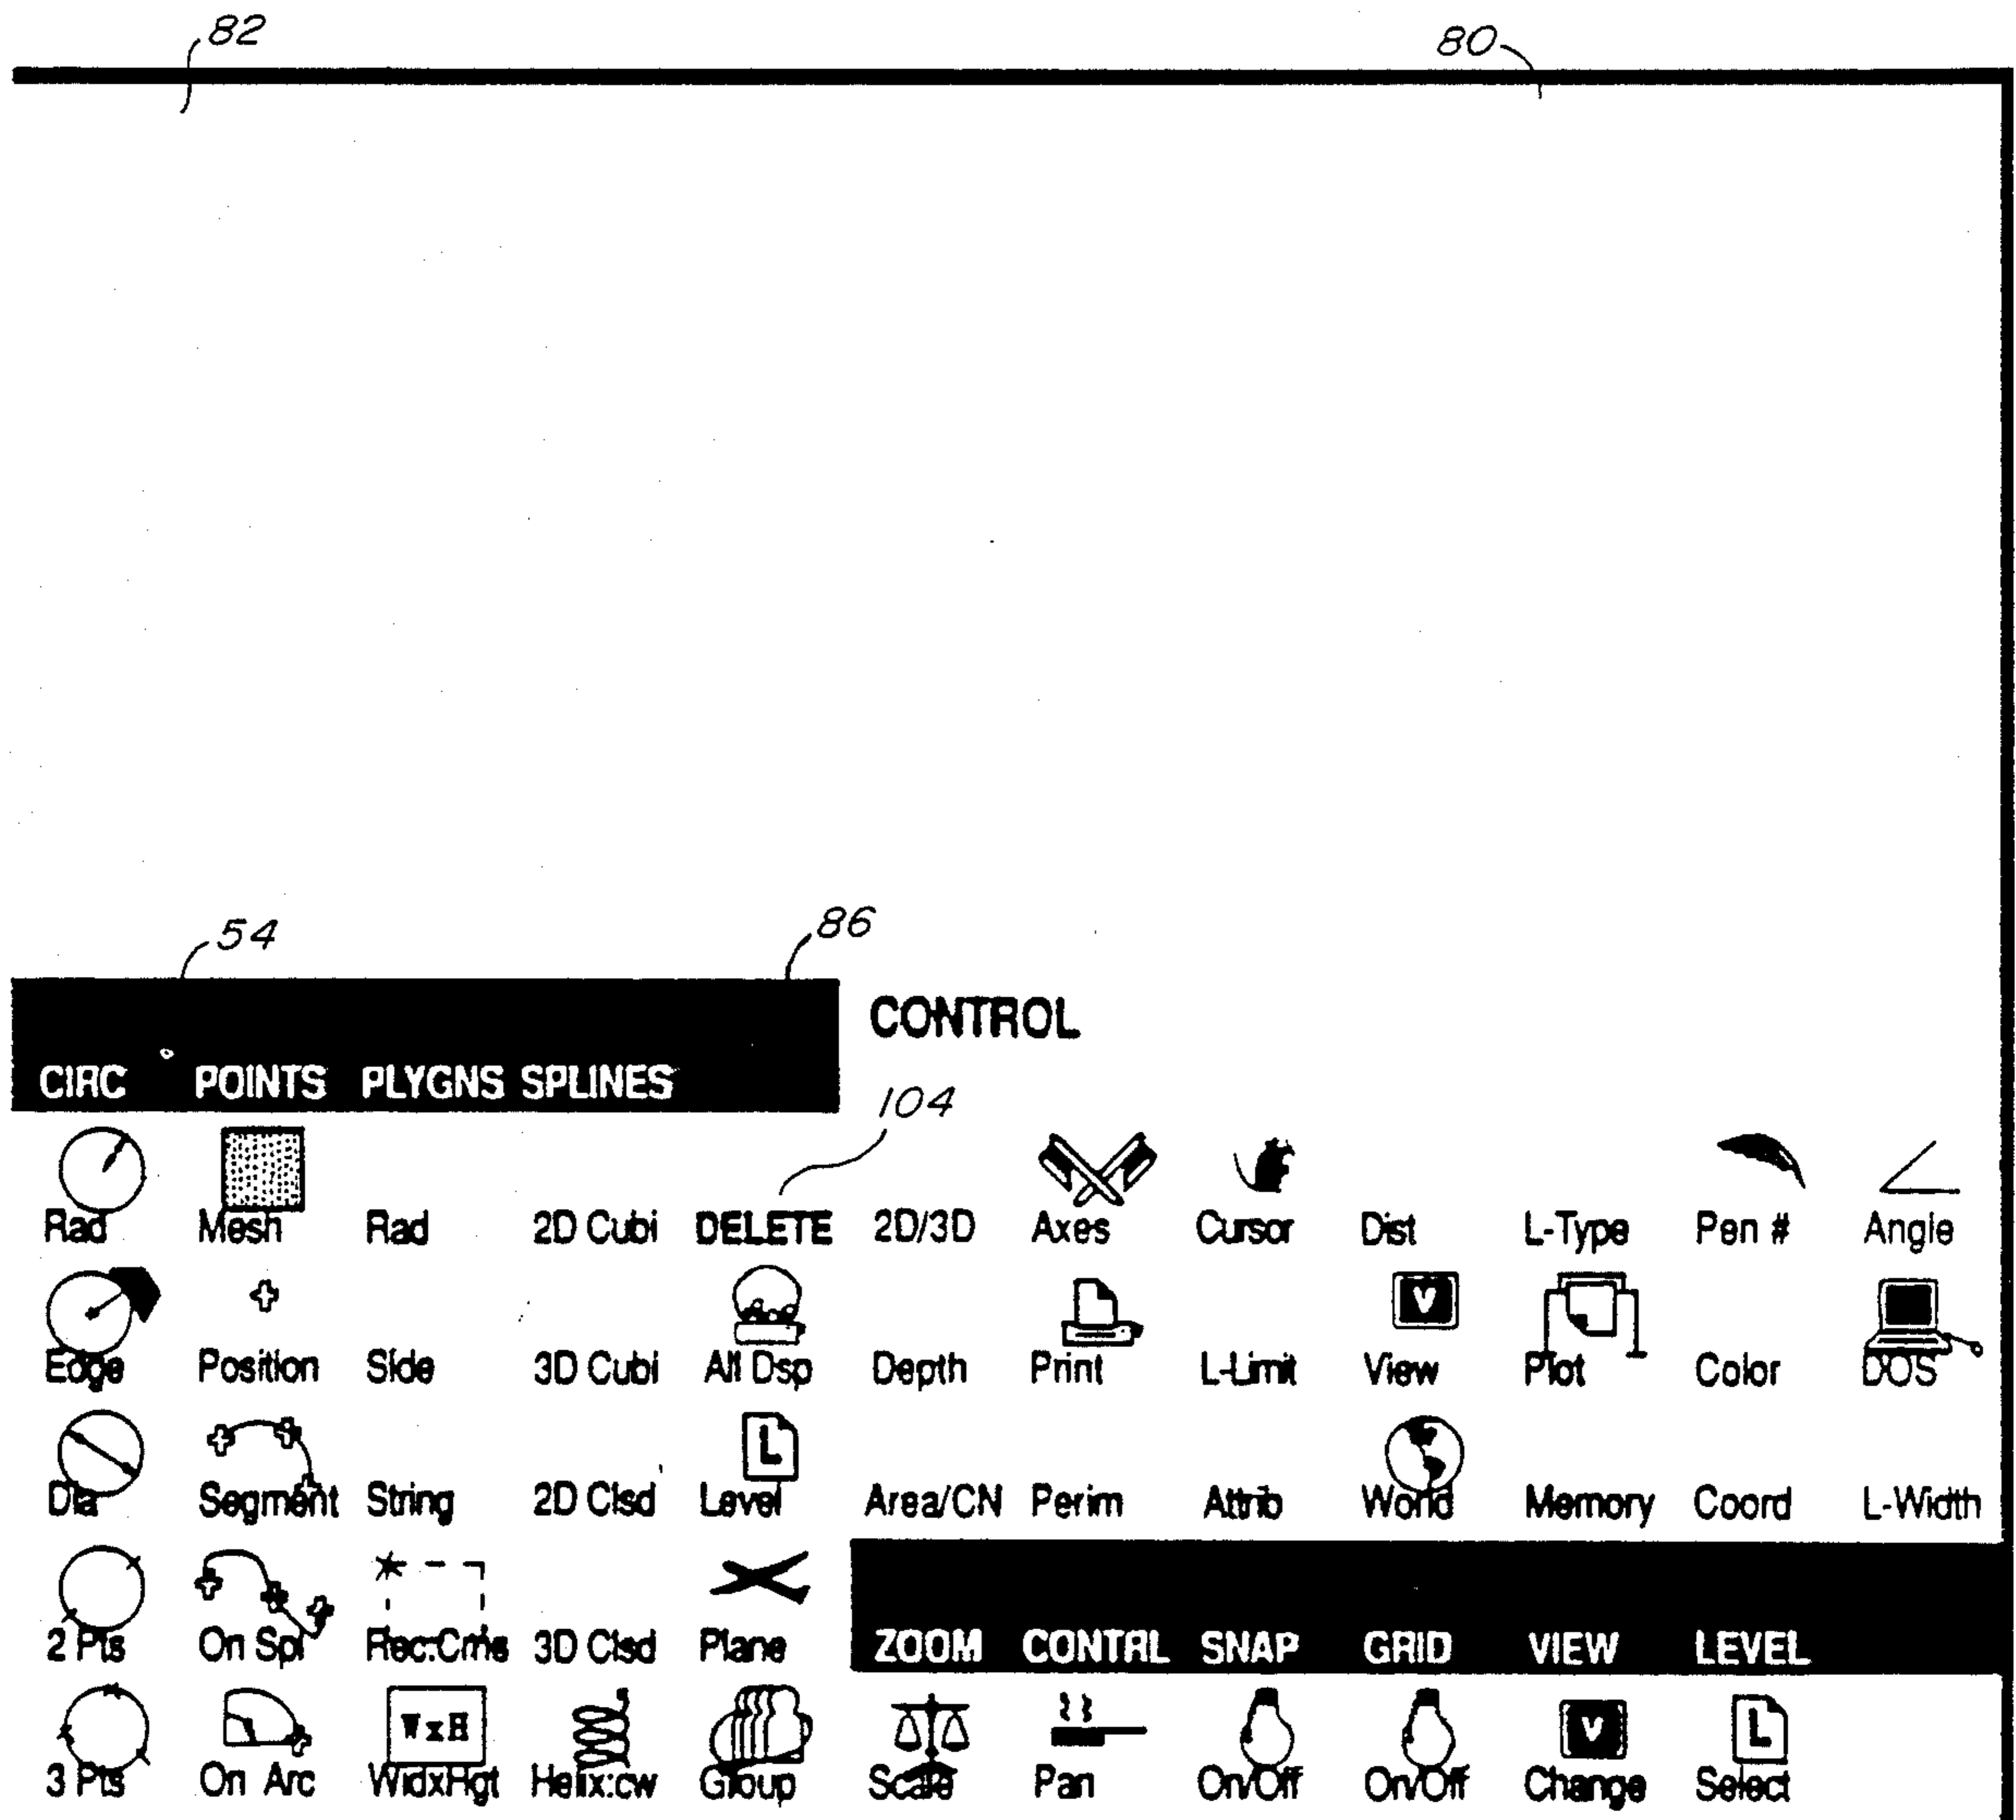 82 80
54 86
CONTROL
CIRC POINTS PLYGNS SPLINES
104
Rad Mesh Rad 2D Cubi DELETE 2D/3D Axes Cursor Dist L-Type Pen # Angle
V
Edge Position Side 3D Cubi All Dsp Depth Print L-Limit View Plot Color DOS
L
Dia Segment String 2D Clsd Level Area/CN Perim Attrib World Memory Coord L-Width
2 Pts On Spl Rec:Crns 3D Clsd Plane ZOOM CONTRL SNAP GRID VIEW LEVEL
WxH V L
3 Pts On Arc WidxHgt Helix:cw Group Scale Pan On/Off On/Off Change Select